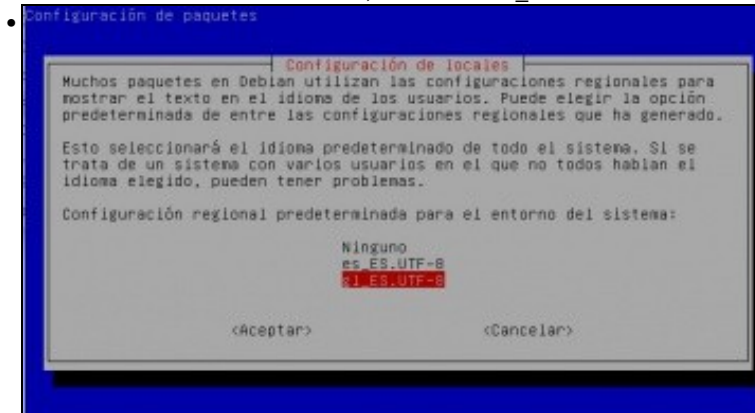 Configuración de paquetes
Configuración de locales
Muchos paquetes en Debian utilizan las configuraciones regionales para
mostrar el texto en el idioma de los usuarios. Puede elegir la opción
predeterminada de entre las configuraciones regionales que ha generado.
Esto seleccionará el idioma predeterminado de todo el sistema. Si se
trata de un sistema con varios usuarios en el que no todos hablan el
idioma elegido, pueden tener problemas.
Configuración regional predeterminada para el entorno del sistema:
Ninguno
es_ES.UTF-8
gl_ES.UTF-8
<Aceptar> <Cancelar>